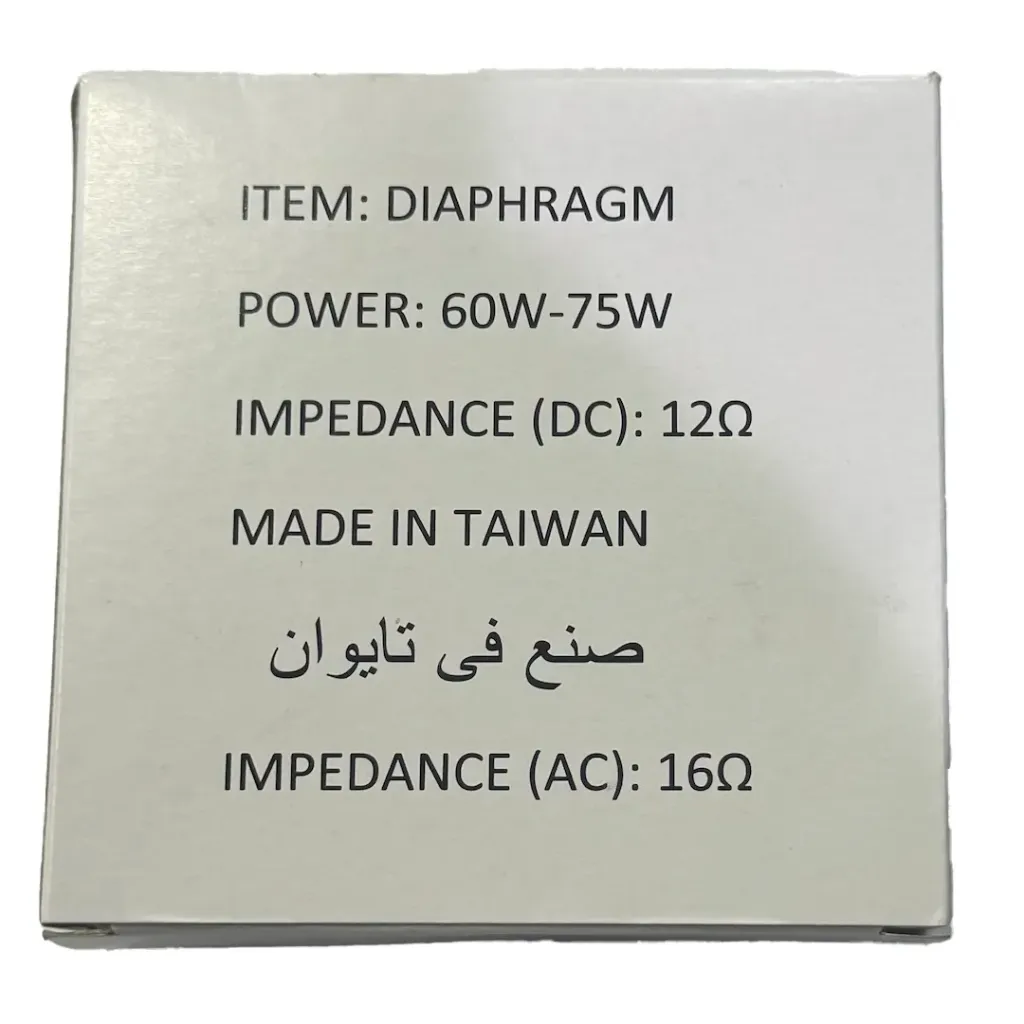 ITEM: DIAPHRAGM
POWER: 60W-75W
IMPEDANCE (DC): 12Ω
MADE IN TAIWAN
صنع فى تايوان
IMPEDANCE (AC): 16Ω